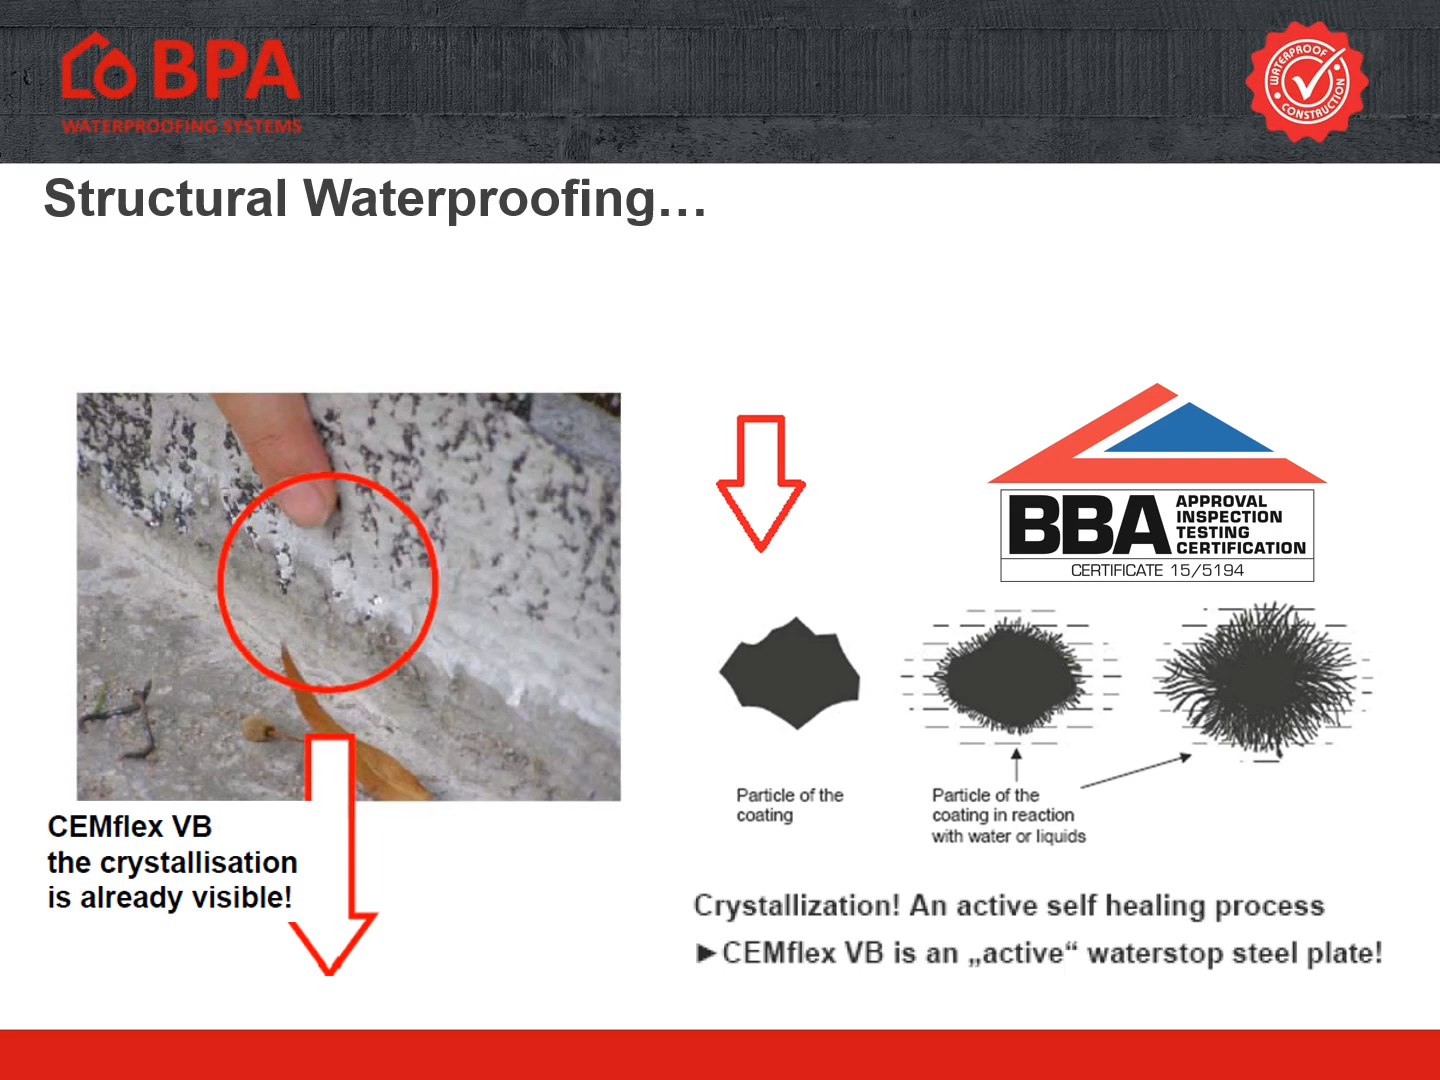 BPA
WATERPROOFING SYSTEMS
WATERPROOF
CONSTRUCTION
Structural Waterproofing…
BBA
APPROVAL
INSPECTION
TESTING
CERTIFICATION
CERTIFICATE 15/5194
Particle of the
coating
Particle of the
coating in reaction
with water or liquids
CEMflex VB
the crystallisation
is already visible!
Crystallization! An active self healing process
►CEMflex VB is an „active“ waterstop steel plate!